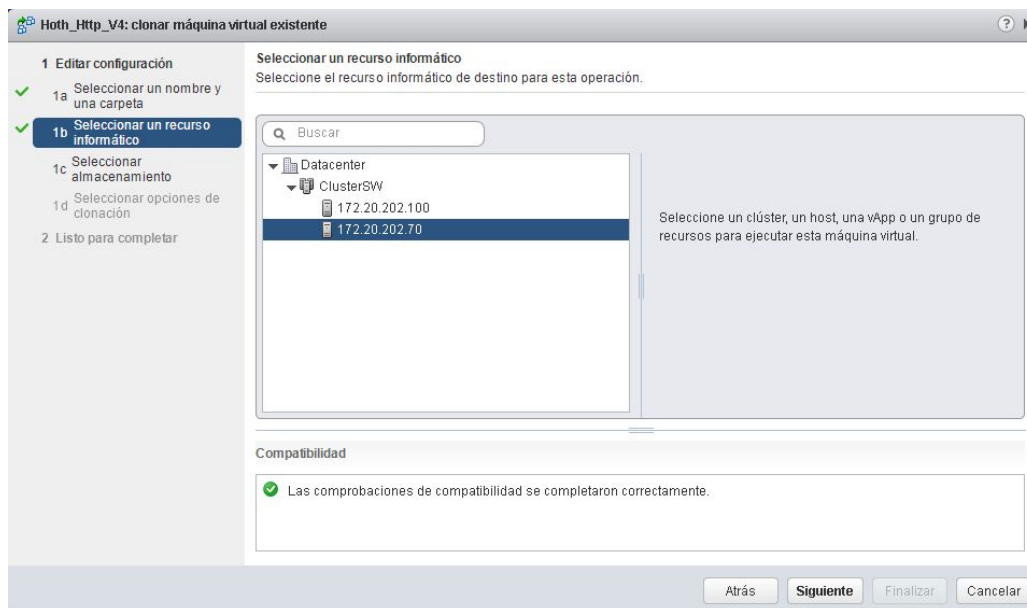 Hoth_Http_V4: clonar máquina virtual existente
?
1 Editar configuración
1a Seleccionar un nombre y
una carpeta
1b Seleccionar un recurso
informático
1c Seleccionar
almacenamiento
1d Seleccionar opciones de
clonación
2 Listo para completar
Seleccionar un recurso informático
Seleccione el recurso informático de destino para esta operación.
Buscar
Datacenter
ClusterSW
172.20.202.100
172.20.202.70
Seleccione un clúster, un host, una vApp o un grupo de
recursos para ejecutar esta máquina virtual.
Compatibilidad
Las comprobaciones de compatibilidad se completaron correctamente.
Atrás
Siguiente
Finalizar
Cancelar